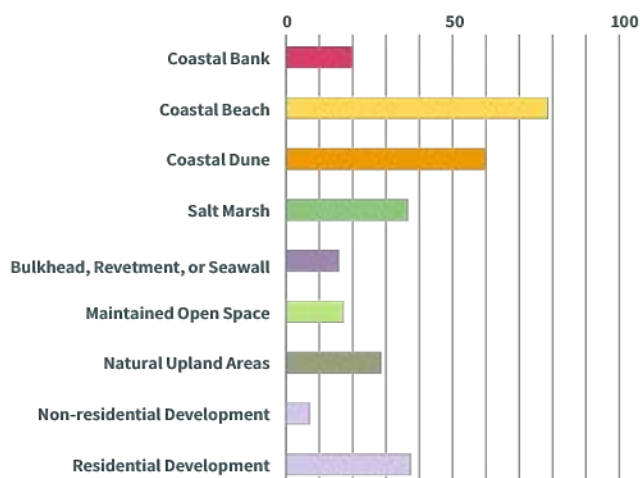 0 50 100
Coastal Bank
Coastal Beach
Coastal Dune
Salt Marsh
Bulkhead, Revetment, or Seawall
Maintained Open Space
Natural Upland Areas
Non-residential Development
Residential Development